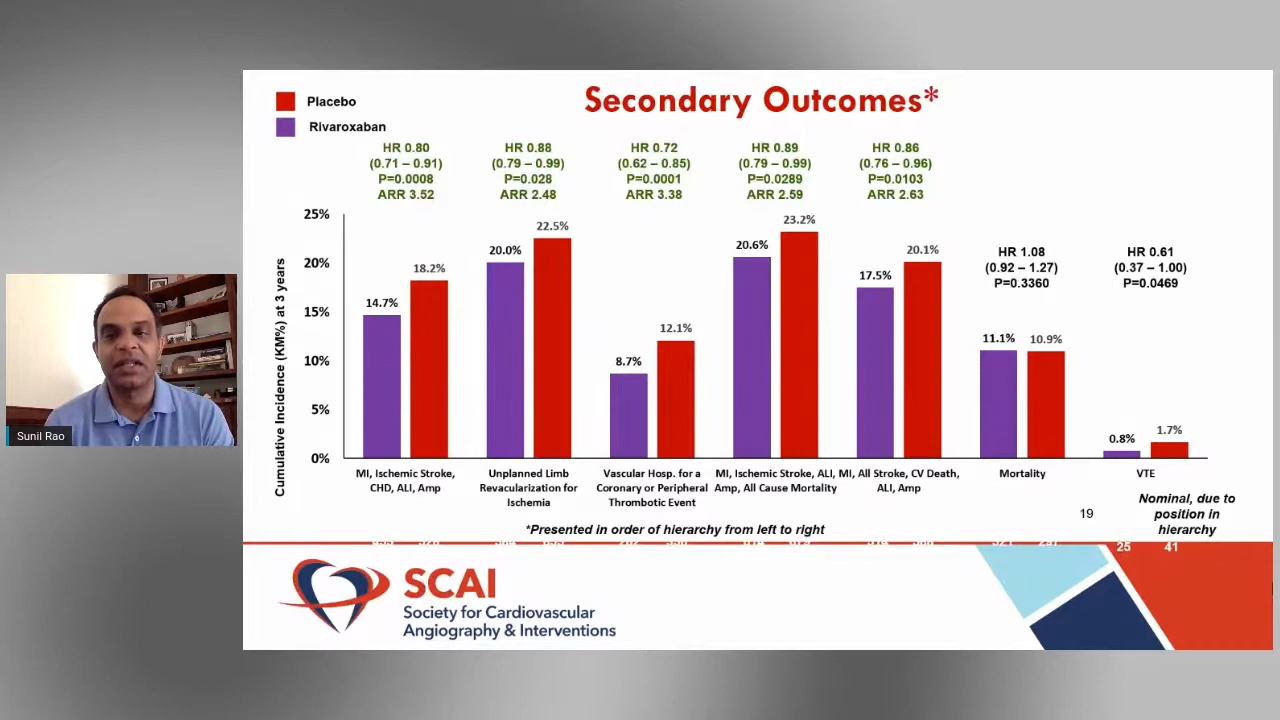 Secondary Outcomes*
Placebo
Rivaroxaban
HR 0.80
(0.71 – 0.91)
P=0.0008
ARR 3.52
HR 0.88
(0.79 – 0.99)
P=0.028
ARR 2.48
HR 0.72
(0.62 – 0.85)
P=0.0001
ARR 3.38
HR 0.89
(0.79 – 0.99)
P=0.0289
ARR 2.59
HR 0.86
(0.76 – 0.96)
P=0.0103
ARR 2.63
HR 1.08
(0.92 – 1.27)
P=0.3360
HR 0.61
(0.37 – 1.00)
P=0.0469
Cumulative Incidence (KM%) at 3 years
25%
20%
15%
10%
5%
0%
14.7%
18.2%
20.0%
22.5%
8.7%
12.1%
20.6%
23.2%
17.5%
20.1%
11.1%
10.9%
0.8%
1.7%
MI, Ischemic Stroke,
CHD, ALI, Amp
Unplanned Limb
Revacularization for
Ischemia
Vascular Hosp. for a
Coronary or Peripheral
Thrombotic Event
MI, Ischemic Stroke, ALI,
Amp, All Cause Mortality
MI, All Stroke, CV Death,
ALI, Amp
Mortality
VTE
Nominal, due to
position in
hierarchy
19
*Presented in order of hierarchy from left to right
25 41
SCAI
Society for Cardiovascular
Angiography & Interventions
Sunil Rao